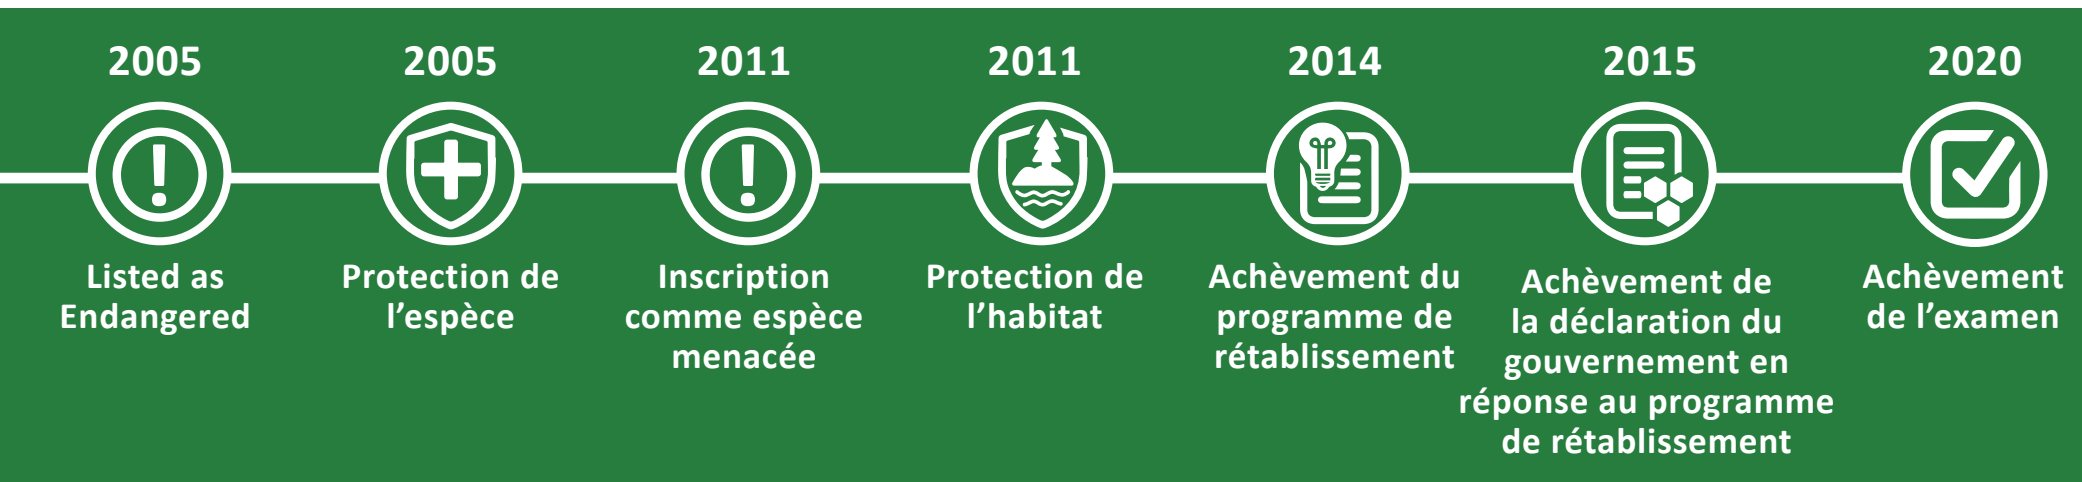 2005
Listed as
Endangered
2005
Protection de
l’espèce
2011
Inscription
comme espèce
menacée
2011
Protection de
l’habitat
2014
Achèvement du
programme de
rétablissement
2015
Achèvement de
la déclaration du
gouvernement en
réponse au programme
de rétablissement
2020
Achèvement
de l’examen